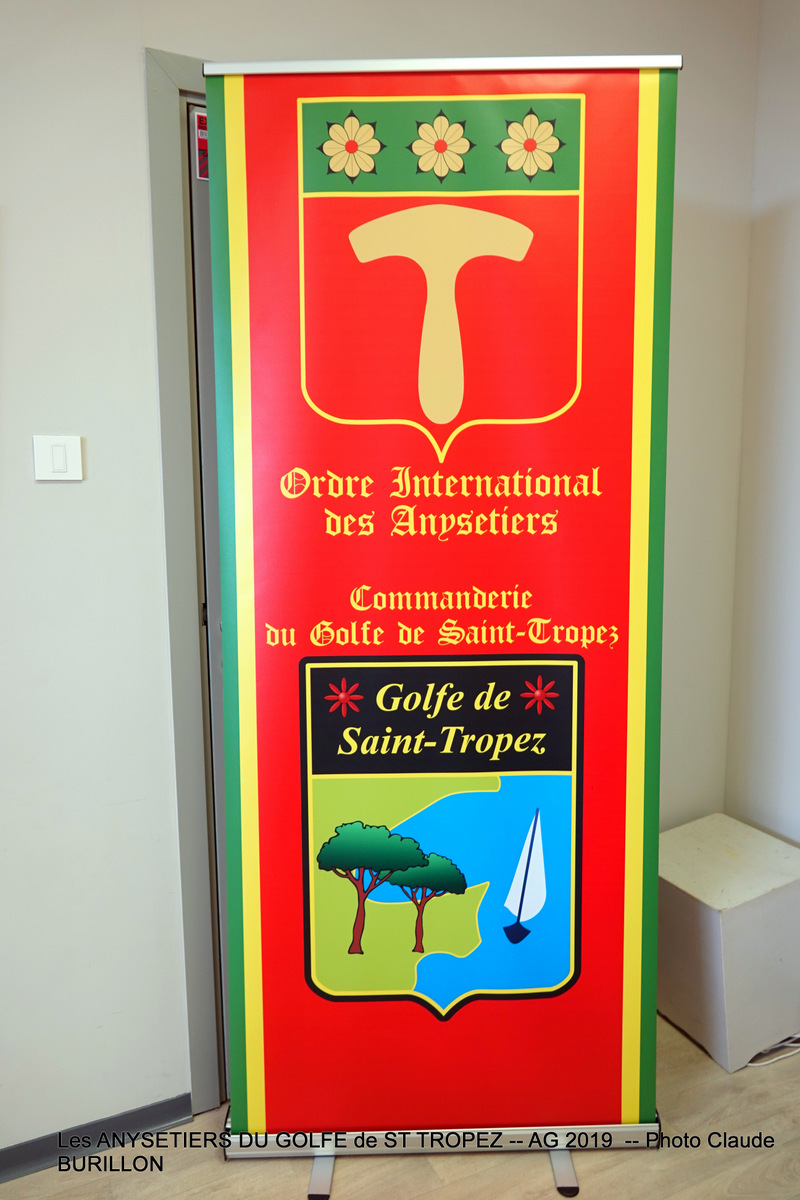 Ordre International
des Anysetiers
Commanderie
du Golfe de Saint-Tropez
Golfe de
Saint-Tropez
Les ANYSETIERS DU GOLFE de ST TROPEZ -- AG 2019 -- Photo Claude
BURILLON